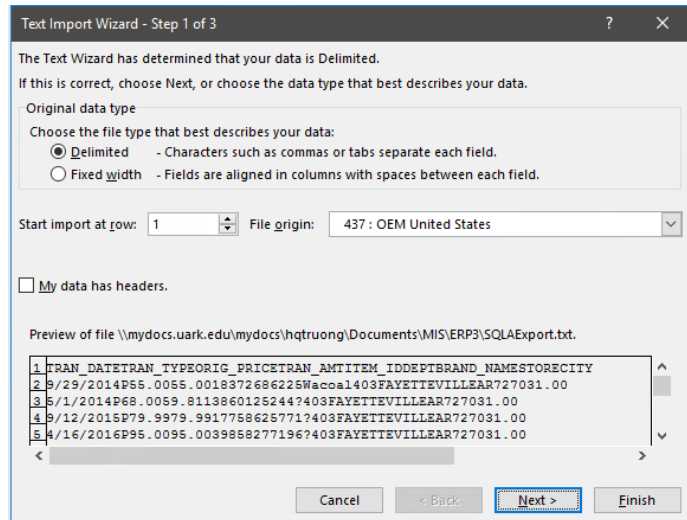 Text Import Wizard - Step 1 of 3 ? ×
The Text Wizard has determined that your data is Delimited.
If this is correct, choose Next, or choose the data type that best describes your data.
Original data type
Choose the file type that best describes your data:
Delimited - Characters such as commas or tabs separate each field.
Fixed width - Fields are aligned in columns with spaces between each field.
Start import at row: 1 File origin: 437 : OEM United States
My data has headers.
Preview of file \\mydocs.uark.edu\mydocs\hqtruong\Documents\MIS\ERP3\SQLAExport.txt.
1 TRAN_DATETRAN_TYPEORIG_PRICETRAN_AMTITEM_IDDEPTBRAND_NAMESTORECITY
2 9/29/2014P55.0055.0018372686225Wacoal403FAYETTEVILLEAR727031.00
3 5/1/2014P68.0059.8113860125244?403FAYETTEVILLEAR727031.00
4 9/12/2015P79.9979.9917758625771?403FAYETTEVILLEAR727031.00
5 4/16/2016P95.0095.0039858277196?403FAYETTEVILLEAR727031.00
Cancel < Back Next > Finish